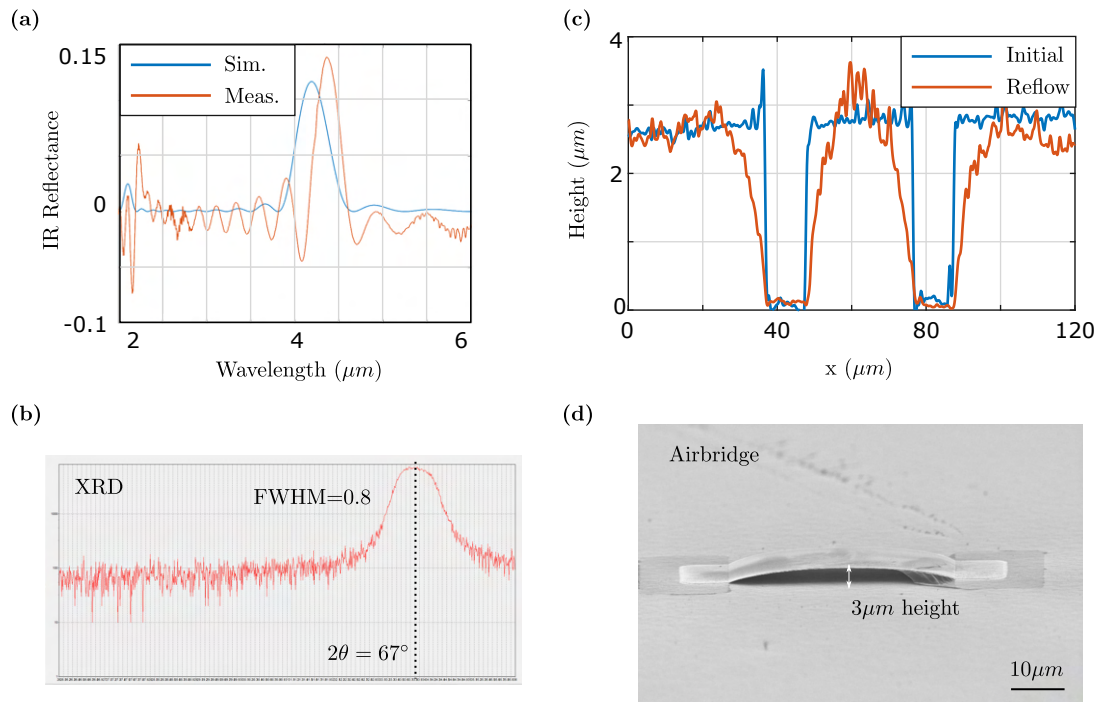 (a)
0.15
0
-0.1
IR Reflectance
Sim.
Meas.
2
4
6
Wavelength (μm)
(b)
XRD
FWHM=0.8
2θ = 67°
(c)
4
2
0
Height (μm)
Initial
Reflow
0
40
80
120
x (μm)
(d)
Airbridge
3μm height
10μm